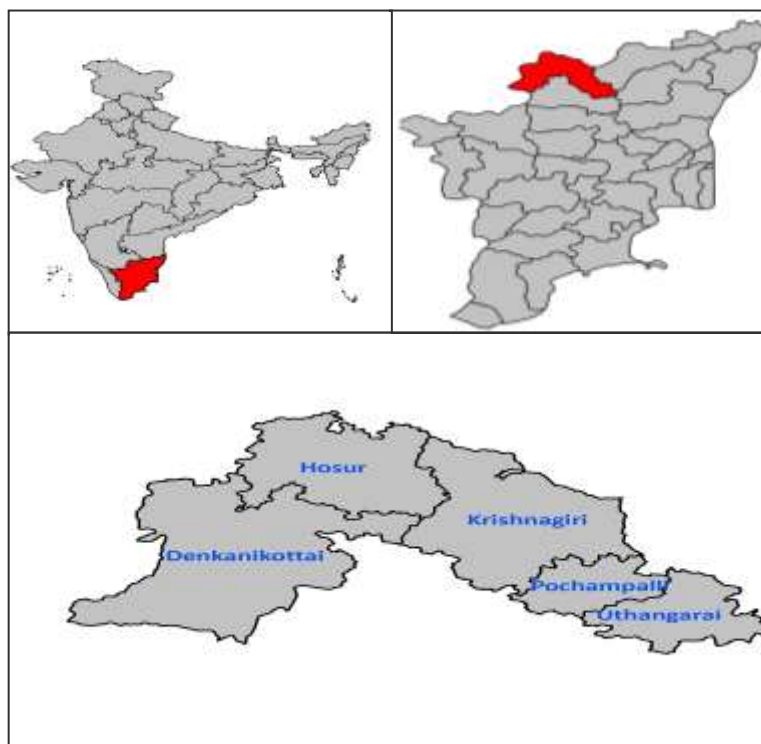 Hosur
Krishnagiri
Denkanikottai
Pochampalli
Uthangarai